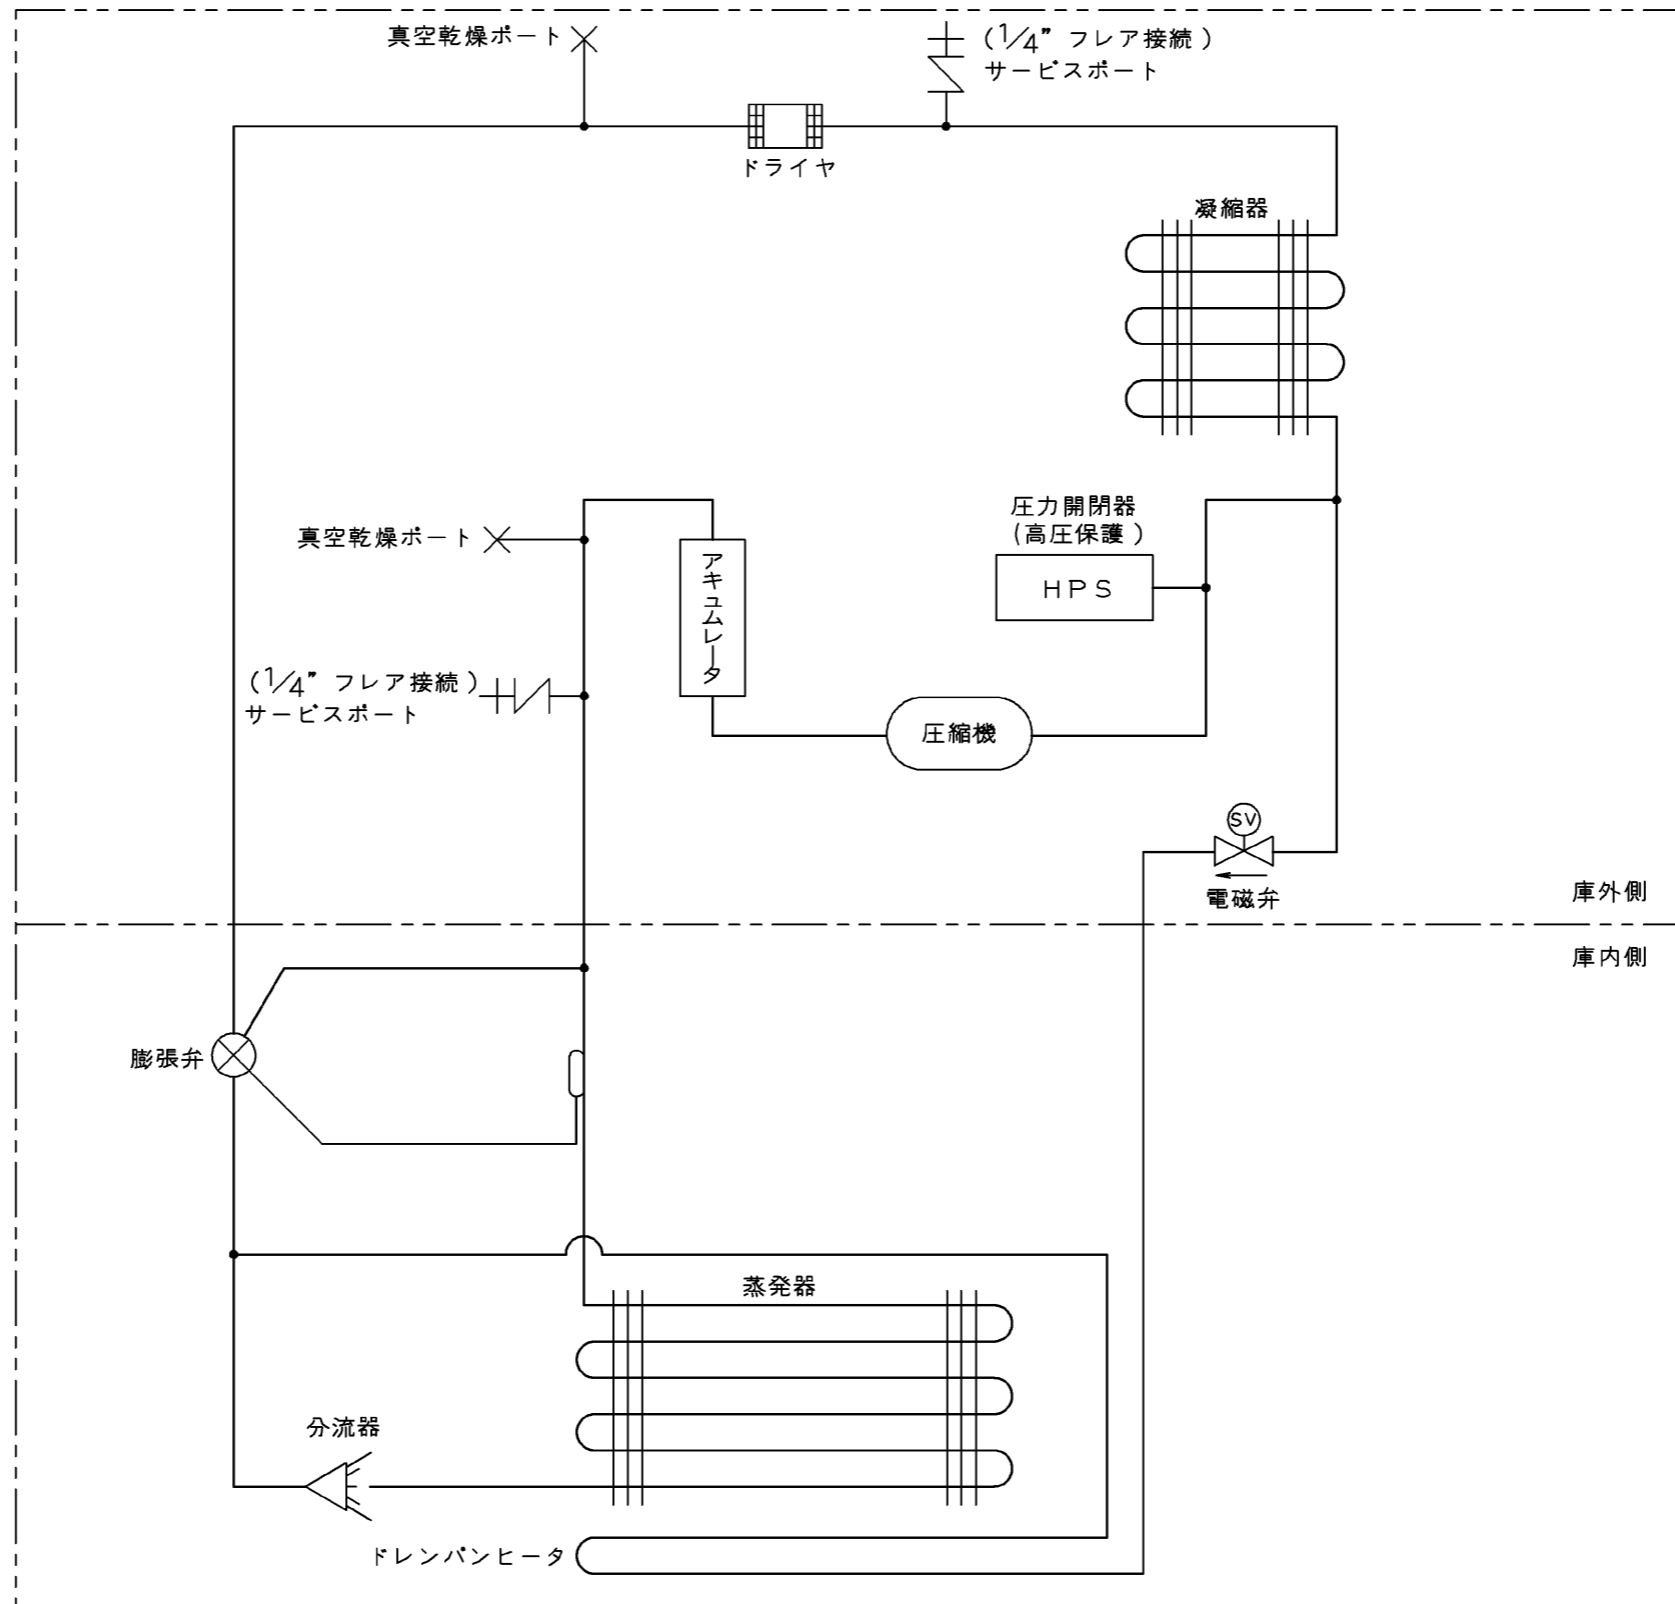 真空乾燥ポート
(1/4” フレア接続)
サービスポート
ドライヤ
凝縮器
圧力開閉器
(高圧保護)
真空乾燥ポート
アキュムレータ
HPS
(1/4” フレア接続)
サービスポート
圧縮機
SV
電磁弁
庫外側
庫内側
膨張弁
蒸発器
分流器
ドレンパンヒータ